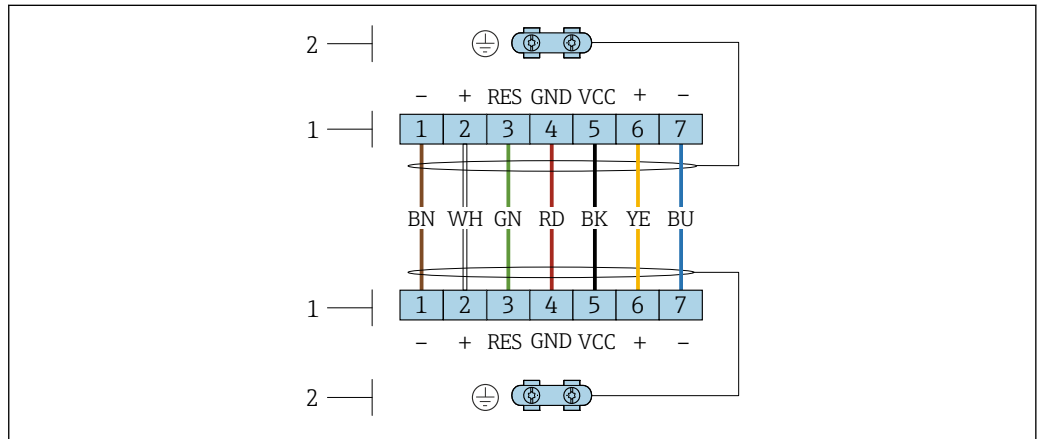 2
– + RES GND VCC + –
1 1 2 3 4 5 6 7
BN WH GN RD BK YE BU
1 1 2 3 4 5 6 7
– + RES GND VCC + –
2